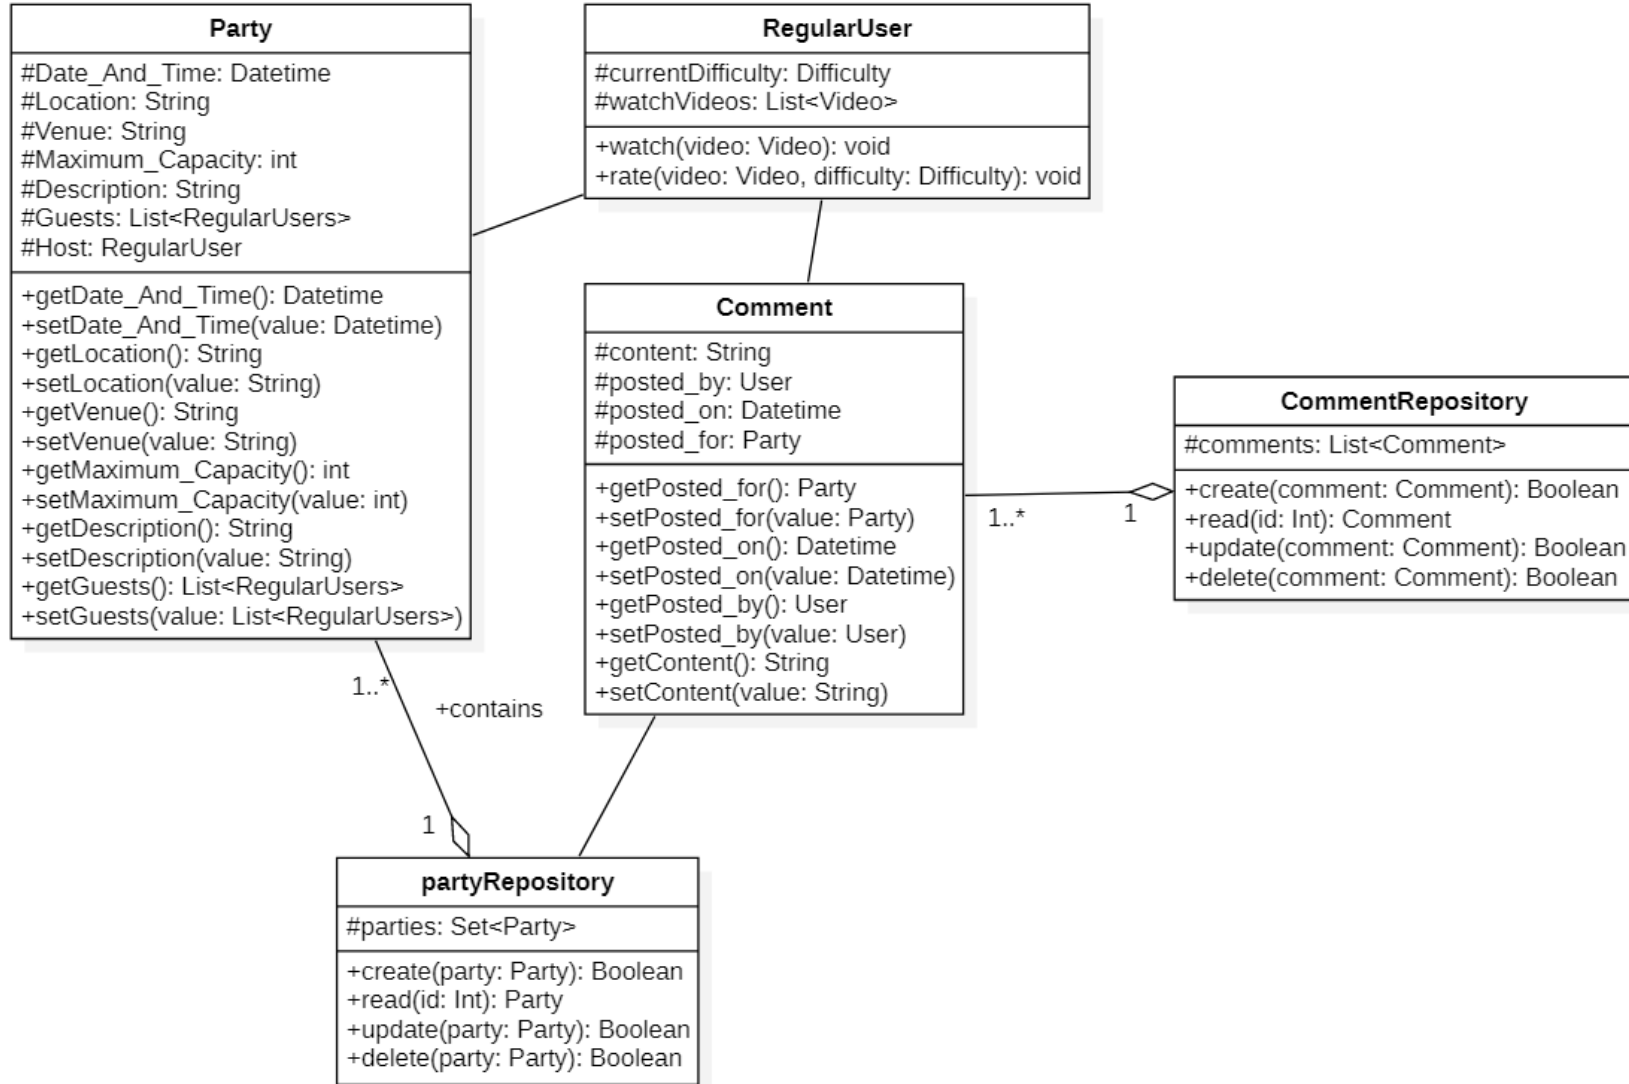 Party
#Date_And_Time: Datetime
#Location: String
#Venue: String
#Maximum_Capacity: int
#Description: String
#Guests: List<RegularUsers>
#Host: RegularUser
+getDate_And_Time(): Datetime
+setDate_And_Time(value: Datetime)
+getLocation(): String
+setLocation(value: String)
+getVenue(): String
+setVenue(value: String)
+getMaximum_Capacity(): int
+setMaximum_Capacity(value: int)
+getDescription(): String
+setDescription(value: String)
+getGuests(): List<RegularUsers>
+setGuests(value: List<RegularUsers>)
RegularUser
#currentDifficulty: Difficulty
#watchVideos: List<Video>
+watch(video: Video): void
+rate(video: Video, difficulty: Difficulty): void
Comment
#content: String
#posted_by: User
#posted_on: Datetime
#posted_for: Party
+getPosted_for(): Party
+setPosted_for(value: Party)
+getPosted_on(): Datetime
+setPosted_on(value: Datetime)
+getPosted_by(): User
+setPosted_by(value: User)
+getContent(): String
+setContent(value: String)
1..*
1
CommentRepository
#comments: List<Comment>
+create(comment: Comment): Boolean
+read(id: Int): Comment
+update(comment: Comment): Boolean
+delete(comment: Comment): Boolean
1..*
+contains
1
partyRepository
#parties: Set<Party>
+create(party: Party): Boolean
+read(id: Int): Party
+update(party: Party): Boolean
+delete(party: Party): Boolean